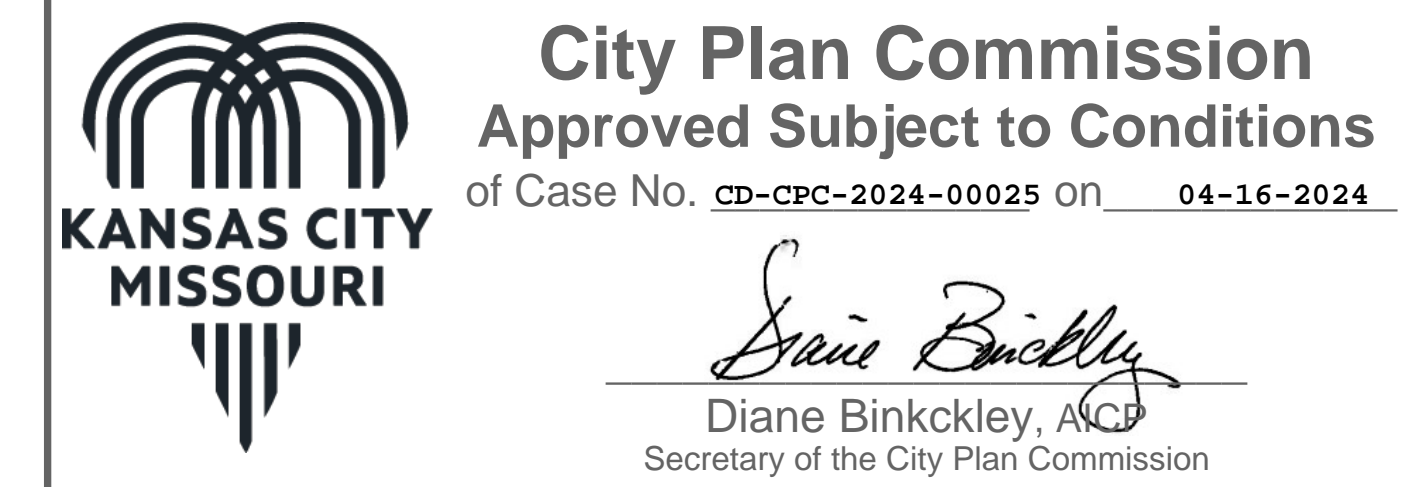 City Plan Commission
Approved Subject to Conditions
of Case No. CD-CPC-2024-00025 on 04-16-2024
KANSAS CITY
MISSOURI
Diane Binckley
Diane Binkckley, AICP
Secretary of the City Plan Commission